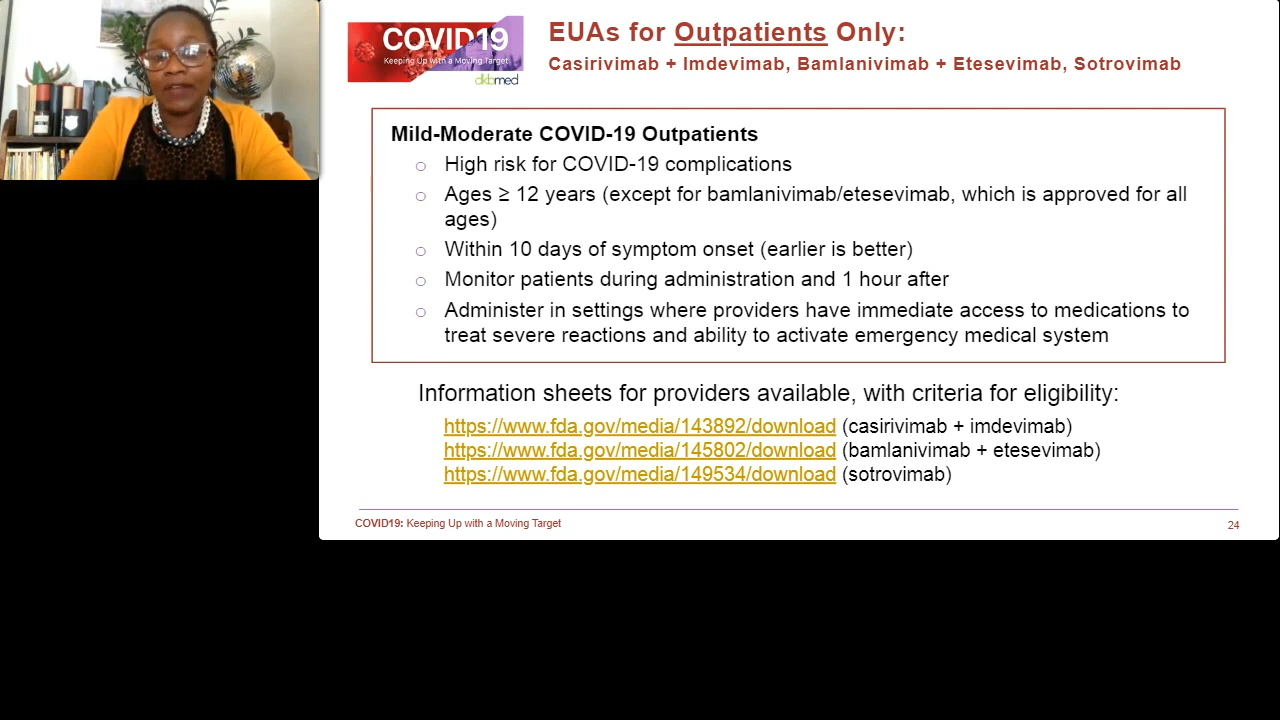 COVID19
Keeping Up with a Moving Target
dkbmed
EUAs for Outpatients Only:
Casirivimab + Imdevimab, Bamlanivimab + Etesevimab, Sotrovimab
Mild-Moderate COVID-19 Outpatients
○ High risk for COVID-19 complications
○ Ages ≥ 12 years (except for bamlanivimab/etesevimab, which is approved for all
ages)
○ Within 10 days of symptom onset (earlier is better)
○ Monitor patients during administration and 1 hour after
○ Administer in settings where providers have immediate access to medications to
treat severe reactions and ability to activate emergency medical system
Information sheets for providers available, with criteria for eligibility:
https://www.fda.gov/media/143892/download (casirivimab + imdevimab)
https://www.fda.gov/media/145802/download (bamlanivimab + etesevimab)
https://www.fda.gov/media/149534/download (sotrovimab)
COVID19: Keeping Up with a Moving Target
24